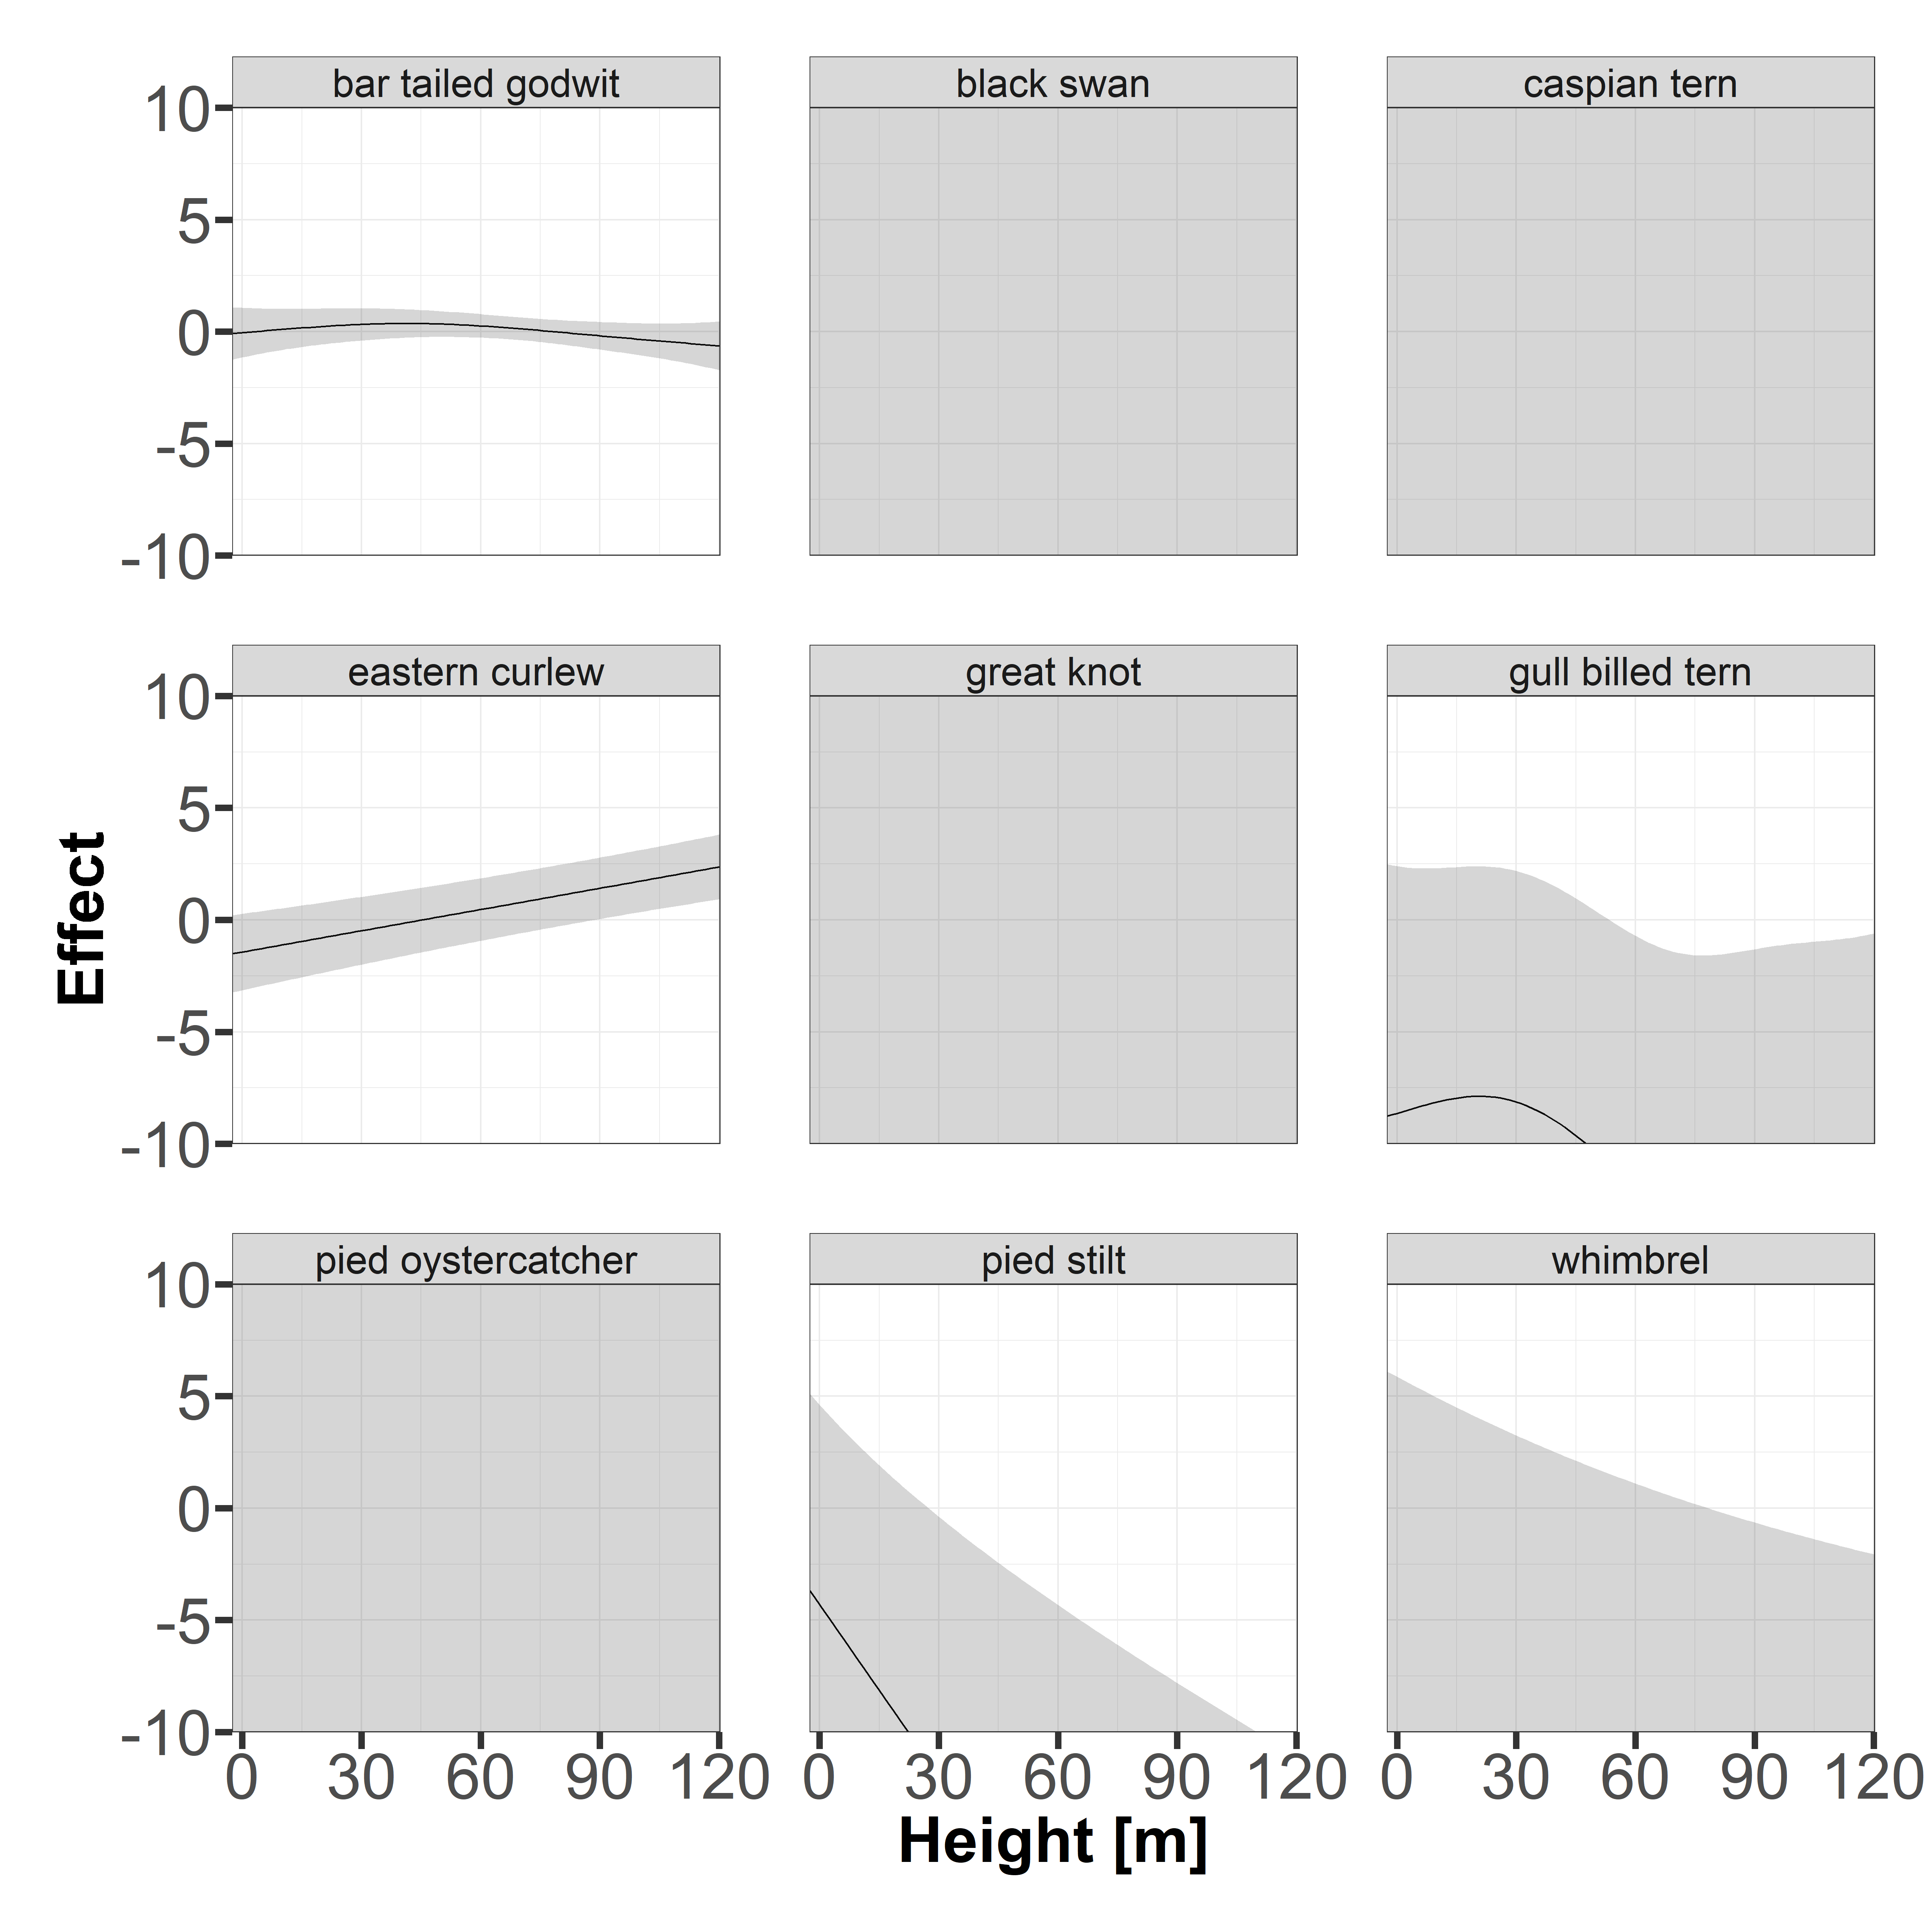 bar tailed godwit black swan caspian tern
10
5
0
-5
-10
eastern curlew great knot gull billed tern
10
5
0
-5
-10
Effect
pied oystercatcher pied stilt whimbrel
10
5
0
-5
-10
0 30 60 90 120 0 30 60 90 120 0 30 60 90 120
Height [m]